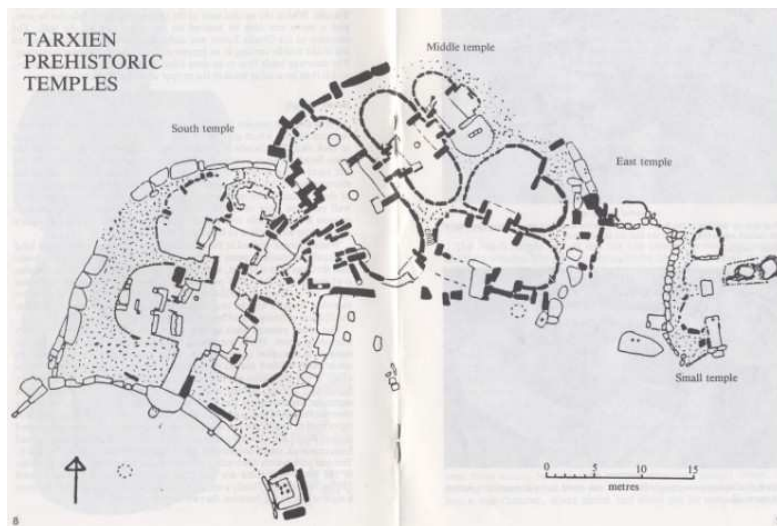 TARXIEN
PREHISTORIC
TEMPLES
Middle temple
South temple
East temple
Small temple
0 5 10 15
metres
8